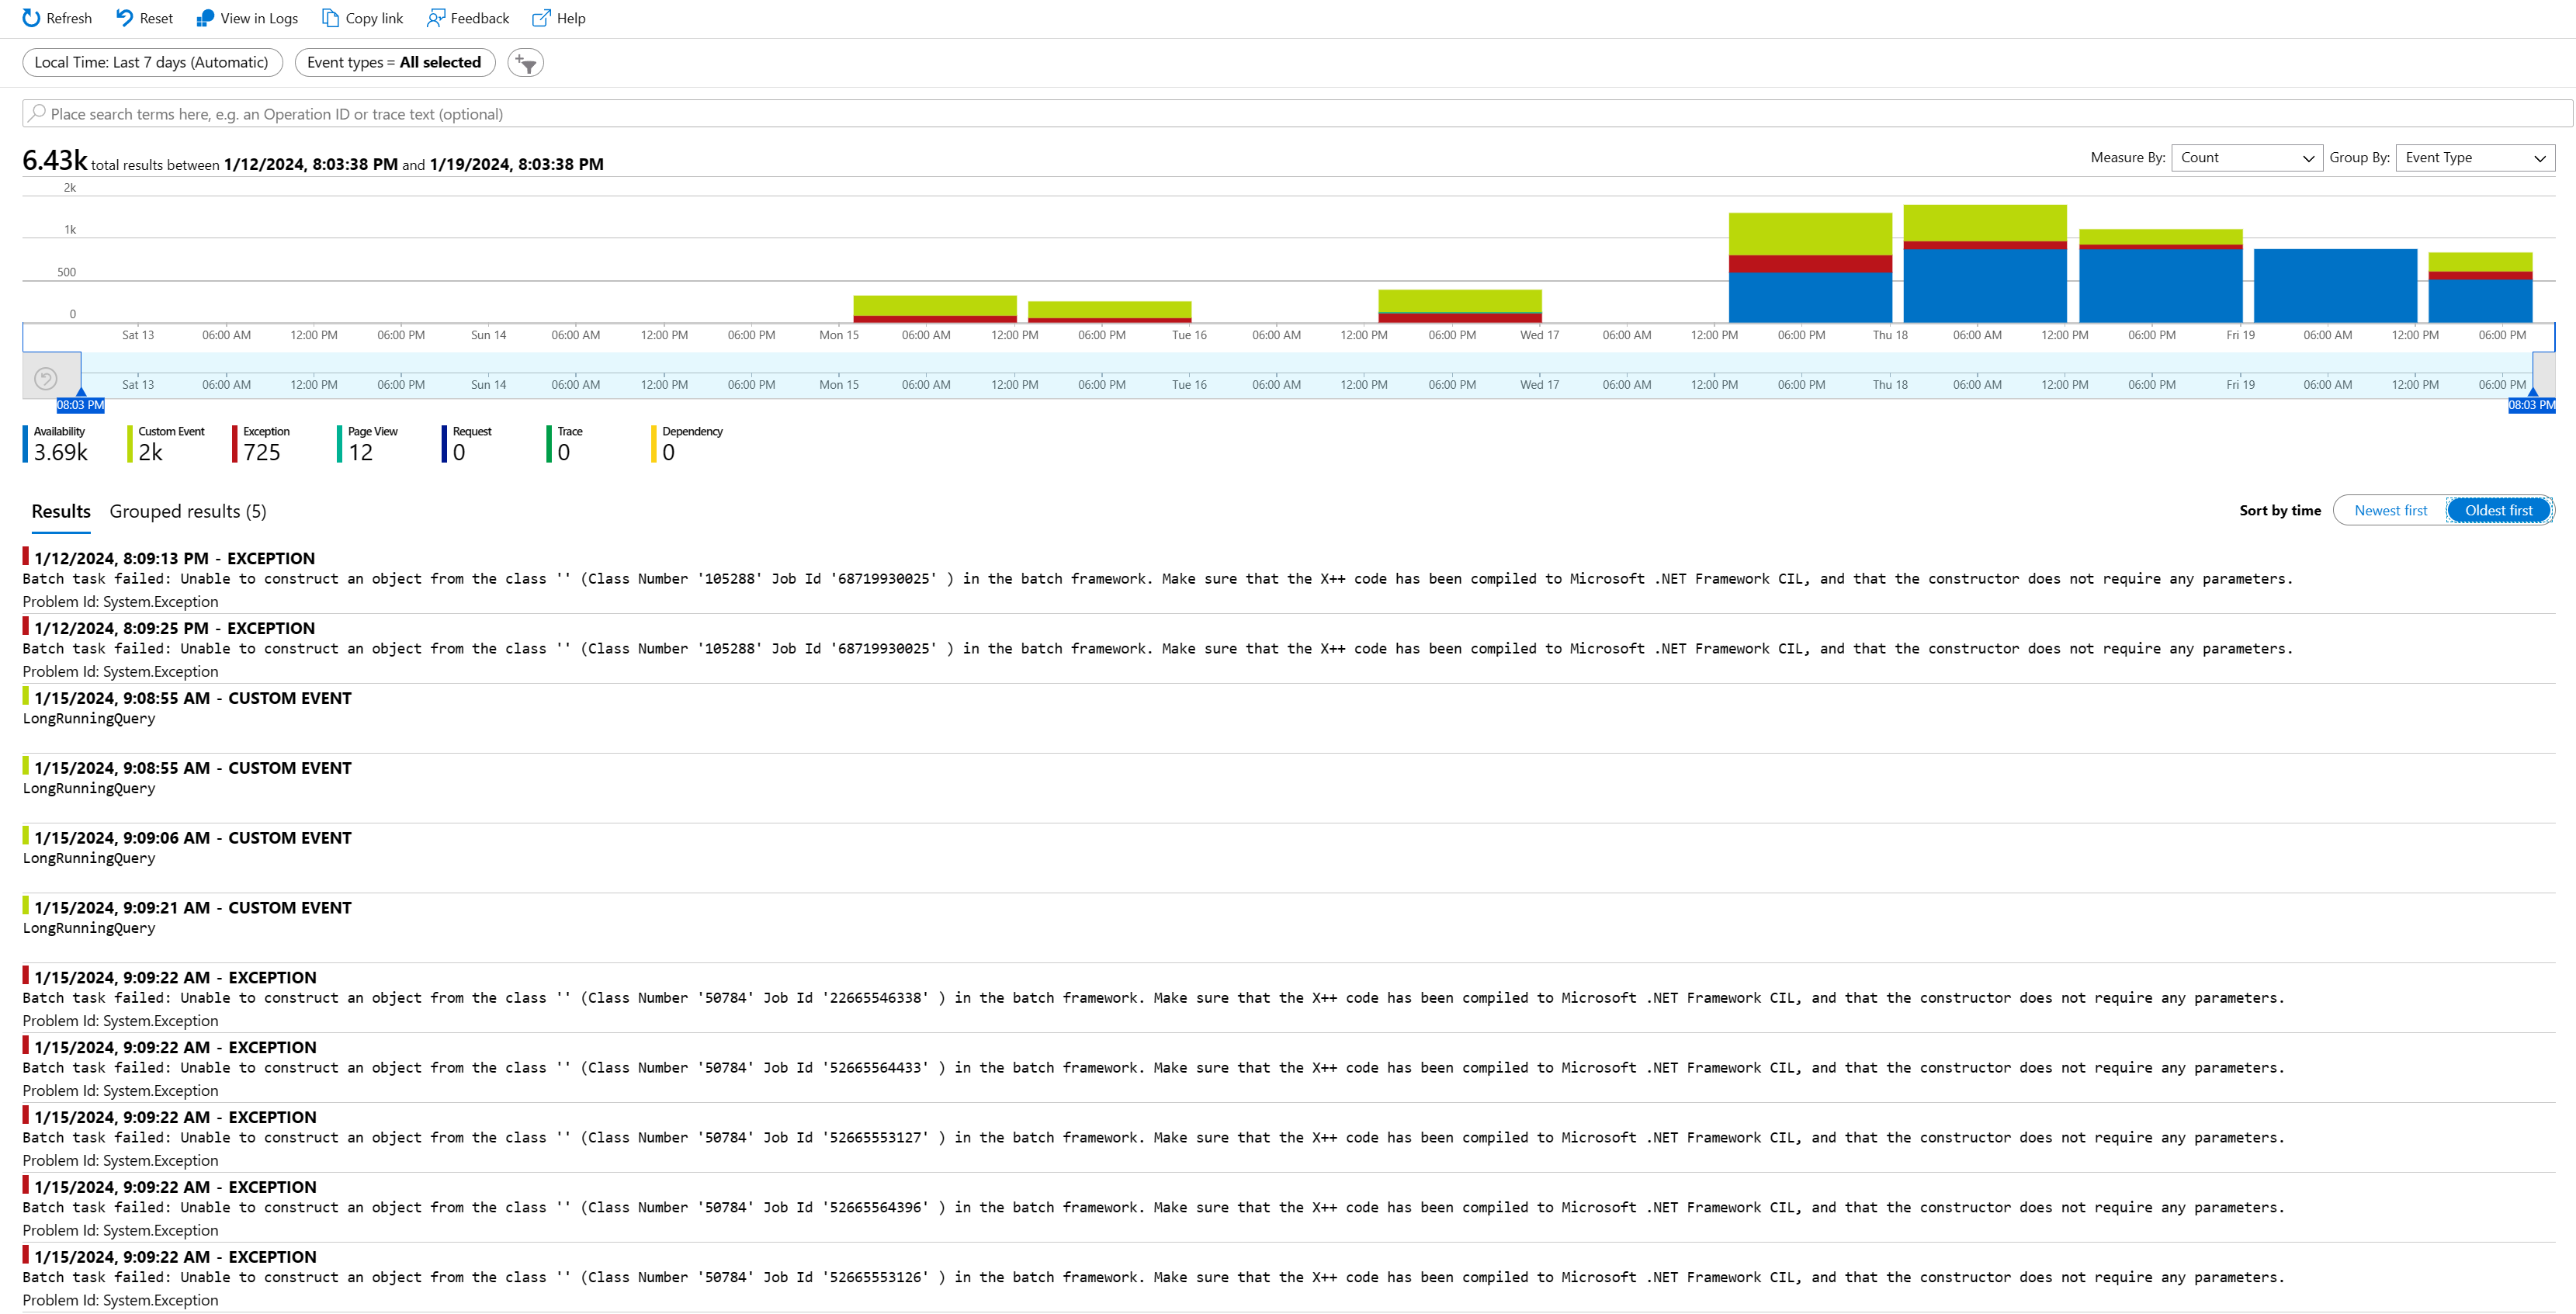 Refresh Reset View in Logs Copy link Feedback Help
Local Time: Last 7 days (Automatic) Event types = All selected
Place search terms here, e.g. an Operation ID or trace text (optional)
6.43k total results between 1/12/2024, 8:03:38 PM and 1/19/2024, 8:03:38 PM
Measure By: Count Group By: Event Type
2k
1k
500
0
Sat 13 06:00 AM 12:00 PM 06:00 PM Sun 14 06:00 AM 12:00 PM 06:00 PM Mon 15 06:00 AM 12:00 PM 06:00 PM Tue 16 06:00 AM 12:00 PM 06:00 PM Wed 17 06:00 AM 12:00 PM 06:00 PM Thu 18 06:00 AM 12:00 PM 06:00 PM Fri 19 06:00 AM 12:00 PM 06:00 PM
Sat 13 06:00 AM 12:00 PM 06:00 PM Sun 14 06:00 AM 12:00 PM 06:00 PM Mon 15 06:00 AM 12:00 PM 06:00 PM Tue 16 06:00 AM 12:00 PM 06:00 PM Wed 17 06:00 AM 12:00 PM 06:00 PM Thu 18 06:00 AM 12:00 PM 06:00 PM Fri 19 06:00 AM 12:00 PM 06:00 PM
08:03 PM 08:03 PM
Availability Custom Event Exception Page View Request Trace Dependency
3.69k 2k 725 12 0 0 0
Results Grouped results (5) Sort by time Newest first Oldest first
1/12/2024, 8:09:13 PM - EXCEPTION
Batch task failed: Unable to construct an object from the class '' (Class Number '105288' Job Id '68719930025' ) in the batch framework. Make sure that the X++ code has been compiled to Microsoft .NET Framework CIL, and that the constructor does not require any parameters.
Problem Id: System.Exception
1/12/2024, 8:09:25 PM - EXCEPTION
Batch task failed: Unable to construct an object from the class '' (Class Number '105288' Job Id '68719930025' ) in the batch framework. Make sure that the X++ code has been compiled to Microsoft .NET Framework CIL, and that the constructor does not require any parameters.
Problem Id: System.Exception
1/15/2024, 9:08:55 AM - CUSTOM EVENT
LongRunningQuery
1/15/2024, 9:08:55 AM - CUSTOM EVENT
LongRunningQuery
1/15/2024, 9:09:06 AM - CUSTOM EVENT
LongRunningQuery
1/15/2024, 9:09:21 AM - CUSTOM EVENT
LongRunningQuery
1/15/2024, 9:09:22 AM - EXCEPTION
Batch task failed: Unable to construct an object from the class '' (Class Number '50784' Job Id '22665546338' ) in the batch framework. Make sure that the X++ code has been compiled to Microsoft .NET Framework CIL, and that the constructor does not require any parameters.
Problem Id: System.Exception
1/15/2024, 9:09:22 AM - EXCEPTION
Batch task failed: Unable to construct an object from the class '' (Class Number '50784' Job Id '52665564433' ) in the batch framework. Make sure that the X++ code has been compiled to Microsoft .NET Framework CIL, and that the constructor does not require any parameters.
Problem Id: System.Exception
1/15/2024, 9:09:22 AM - EXCEPTION
Batch task failed: Unable to construct an object from the class '' (Class Number '50784' Job Id '52665553127' ) in the batch framework. Make sure that the X++ code has been compiled to Microsoft .NET Framework CIL, and that the constructor does not require any parameters.
Problem Id: System.Exception
1/15/2024, 9:09:22 AM - EXCEPTION
Batch task failed: Unable to construct an object from the class '' (Class Number '50784' Job Id '52665564396' ) in the batch framework. Make sure that the X++ code has been compiled to Microsoft .NET Framework CIL, and that the constructor does not require any parameters.
Problem Id: System.Exception
1/15/2024, 9:09:22 AM - EXCEPTION
Batch task failed: Unable to construct an object from the class '' (Class Number '50784' Job Id '52665553126' ) in the batch framework. Make sure that the X++ code has been compiled to Microsoft .NET Framework CIL, and that the constructor does not require any parameters.
Problem Id: System.Exception